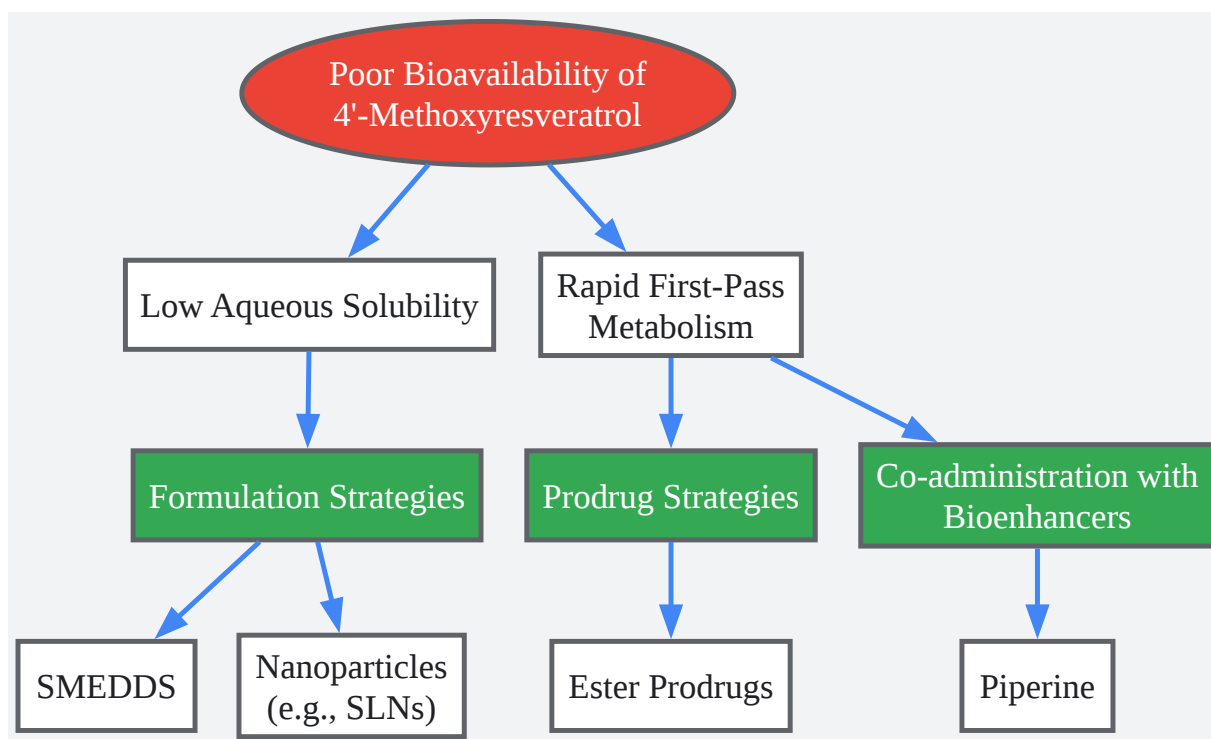 Poor Bioavailability of
4'-Methoxyresveratrol
Low Aqueous Solubility
Rapid First-Pass
Metabolism
Formulation Strategies
Prodrug Strategies
Co-administration with
Bioenhancers
SMEDDS
Nanoparticles
(e.g., SLNs)
Ester Prodrugs
Piperine